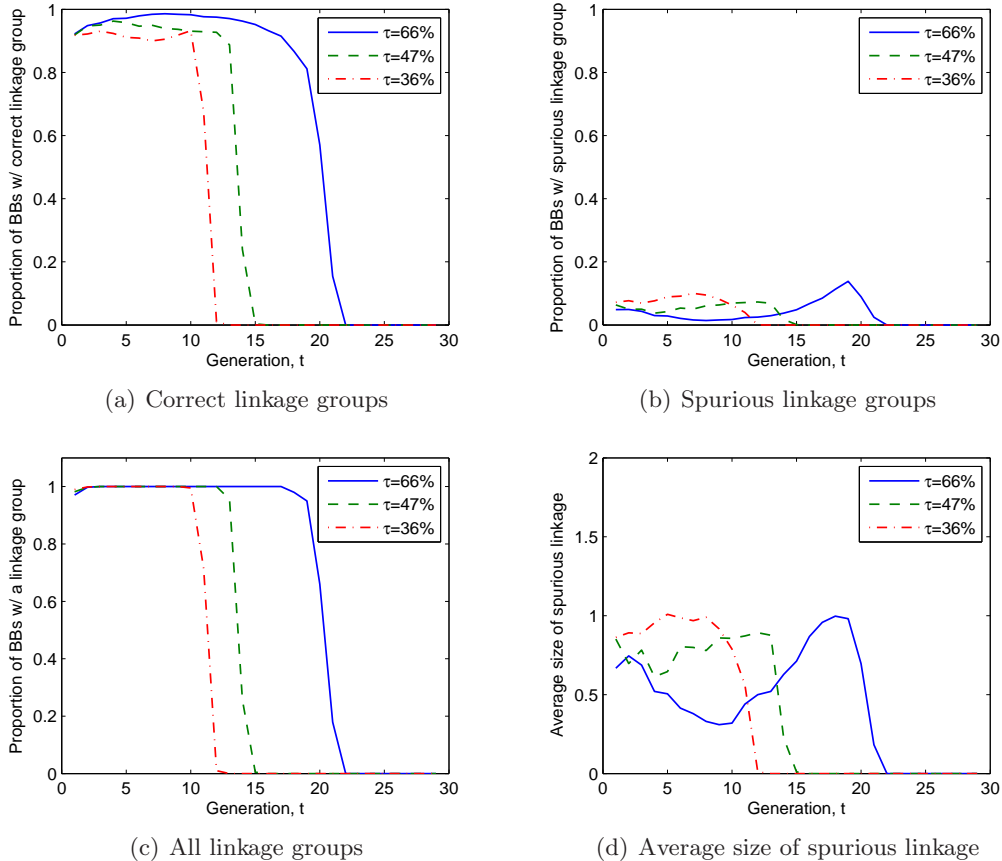 Proportion of BBs w/ correct linkage group
1
0.8
0.6
0.4
0.2
0
0 5 10 15 20 25 30
Generation, t
τ=66%
τ=47%
τ=36%
(a) Correct linkage groups
Proportion of BBs w/ spurious linkage group
1
0.8
0.6
0.4
0.2
0
0 5 10 15 20 25 30
Generation, t
τ=66%
τ=47%
τ=36%
(b) Spurious linkage groups
Proportion of BBs w/ a linkage group
1
0.8
0.6
0.4
0.2
0
0 5 10 15 20 25 30
Generation, t
τ=66%
τ=47%
τ=36%
(c) All linkage groups
Average size of spurious linkage
2
1.5
1
0.5
0
0 5 10 15 20 25 30
Generation, t
τ=66%
τ=47%
τ=36%
(d) Average size of spurious linkage